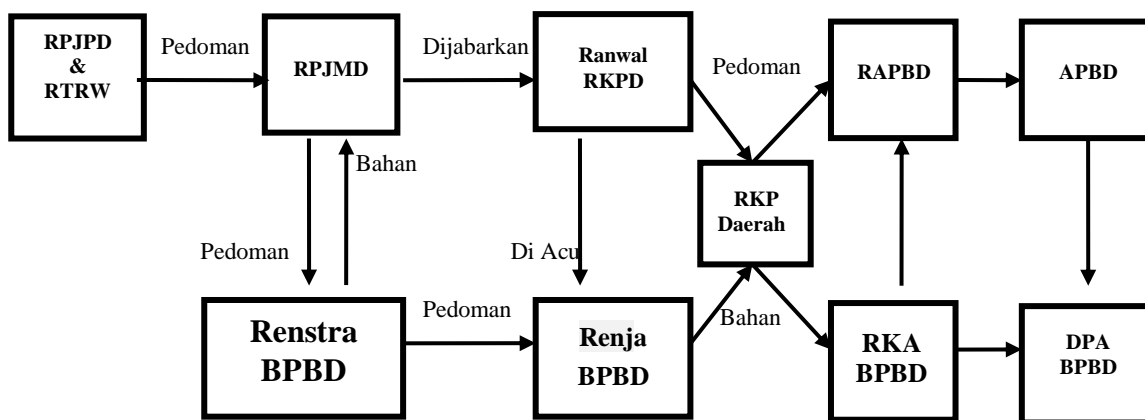 RPJPD
&
RTRW
Pedoman
RPJMD
Dijabarkan
Ranwal
RKPD
Pedoman
RAPBD
APBD
Bahan
RKP
Daerah
Pedoman
Di Acu
Renstra
BPBD
Pedoman
Renja
BPBD
Bahan
RKA
BPBD
DPA
BPBD